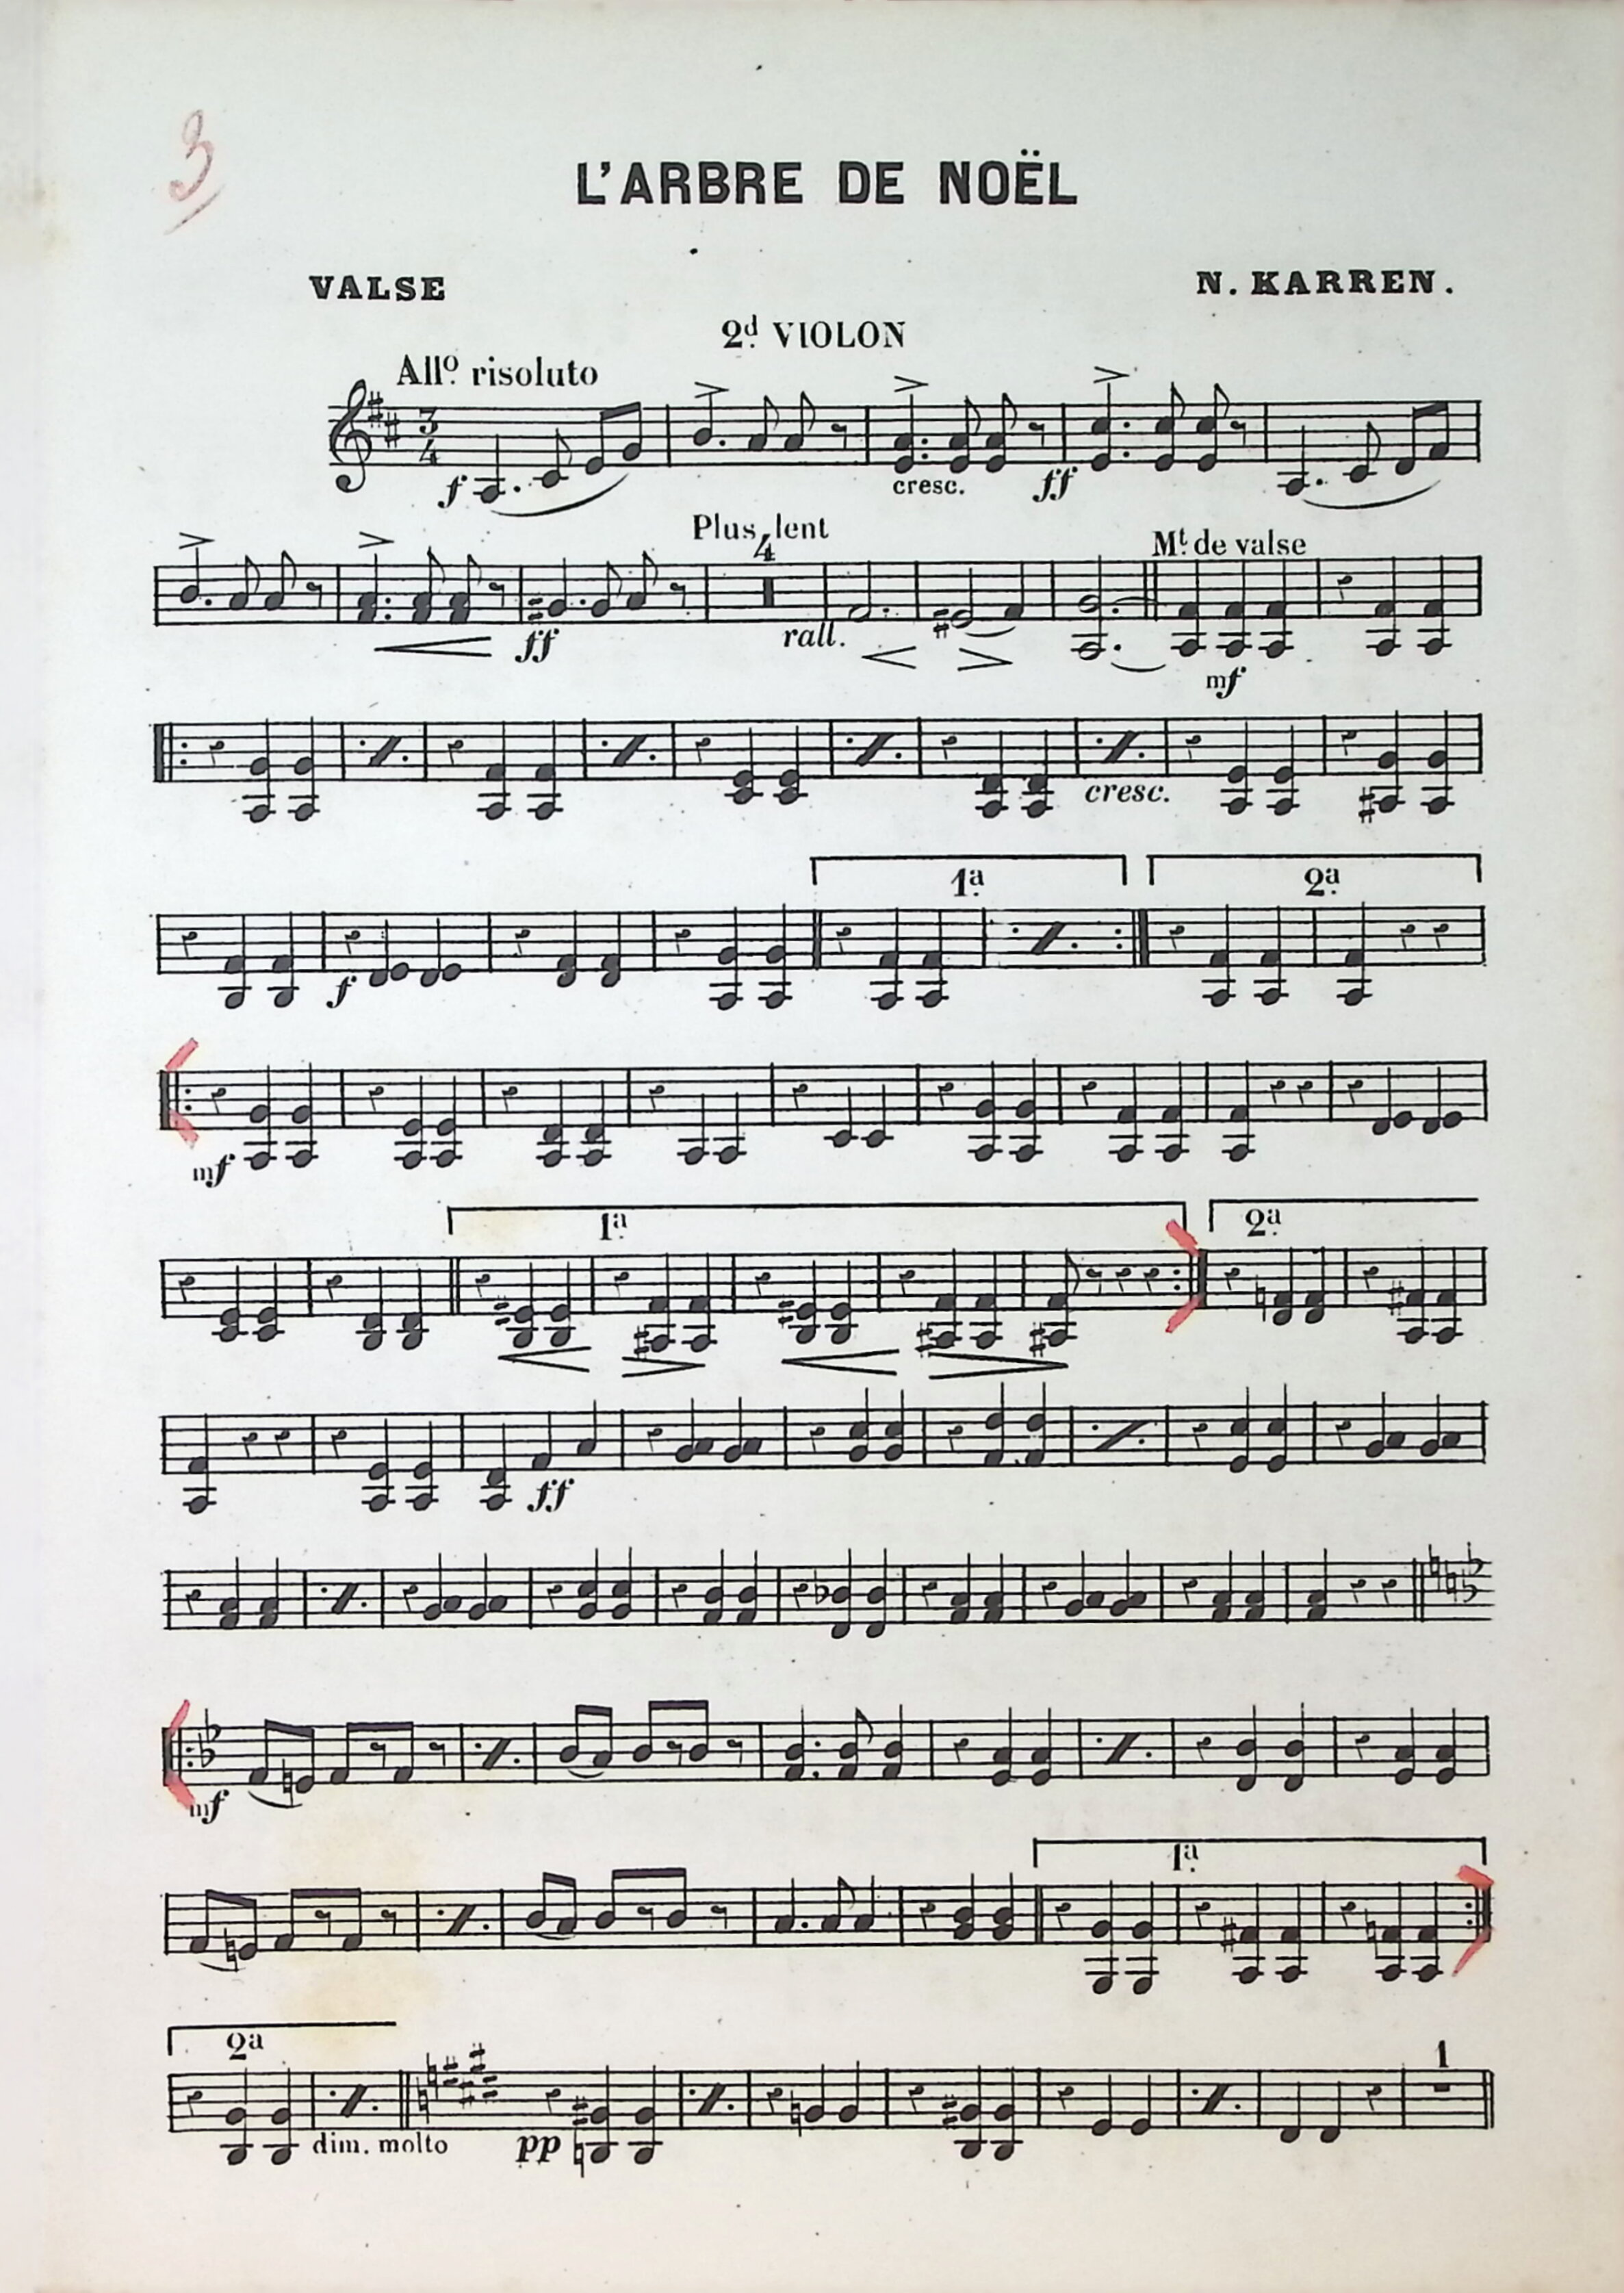 3
L'ARBRE DE NOËL
VALSE
N. KARREN.
2d. VIOLON
Allo. risoluto
3
4
f
cresc.
ff
Plus lent
4
Mt. de valse
ff
rall.
mf
cresc.
1a. 2a.
f
mf
1a. 2a
ff
mf
1a.
2a
1
dim. molto
pp